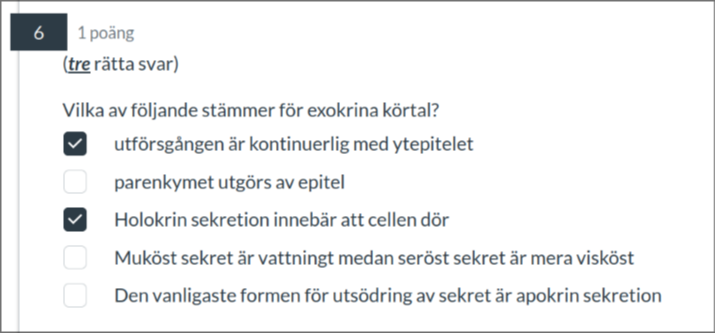 6 1 poäng
(tre rätta svar)
Vilka av följande stämmer för exokrina körtal?
utförsgången är kontinuerlig med ytepitelet
parenkymet utgörs av epitel
Holokrin sekretion innebär att cellen dör
Muköst sekret är vattningt medan seröst sekret är mera visköst
Den vanligaste formen för utsödring av sekret är apokrin sekretion